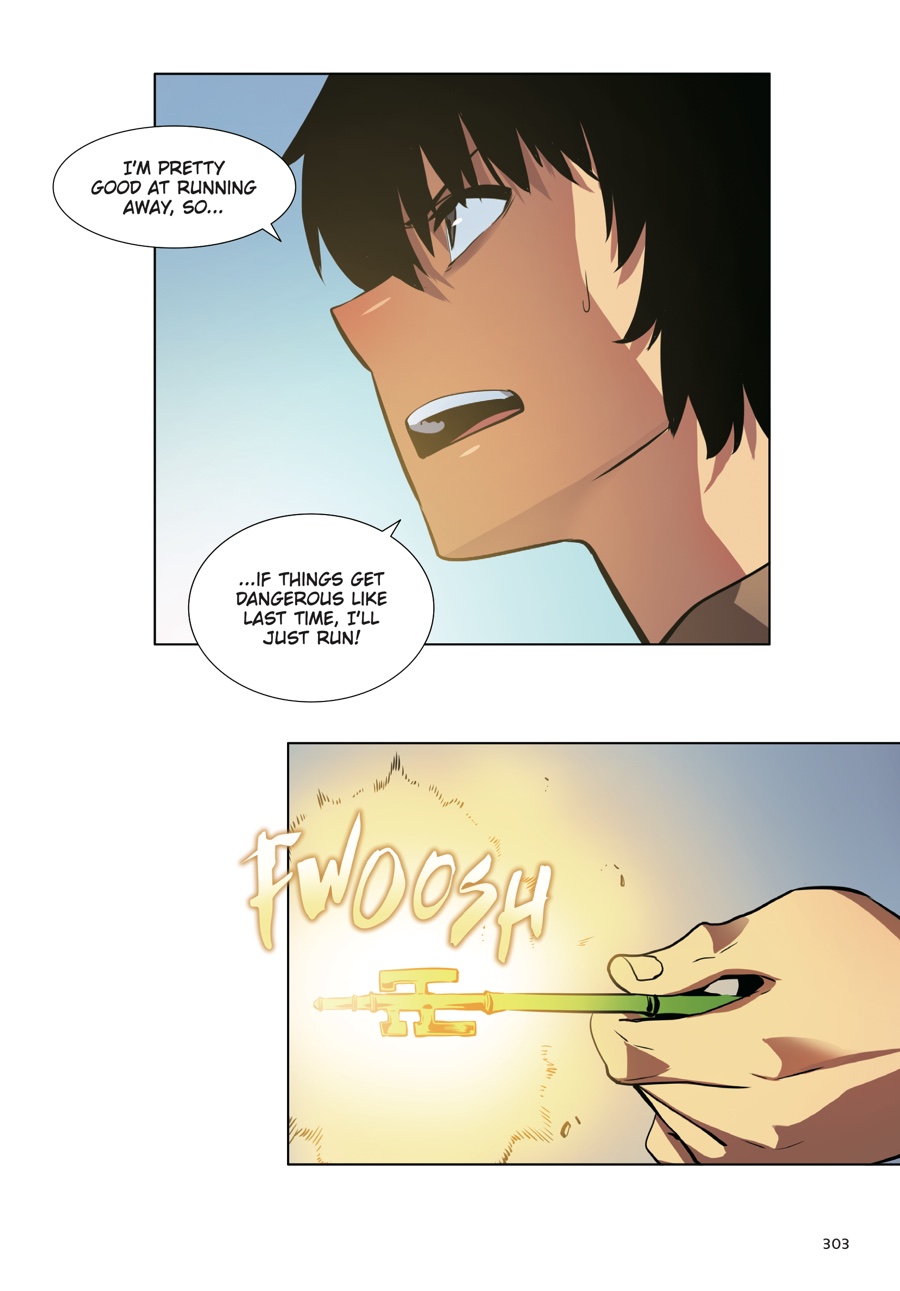 I'M PRETTY
GOOD AT RUNNING
AWAY, SO...
...IF THINGS GET
DANGEROUS LIKE
LAST TIME, I'LL
JUST RUN!
FWOOSH
303